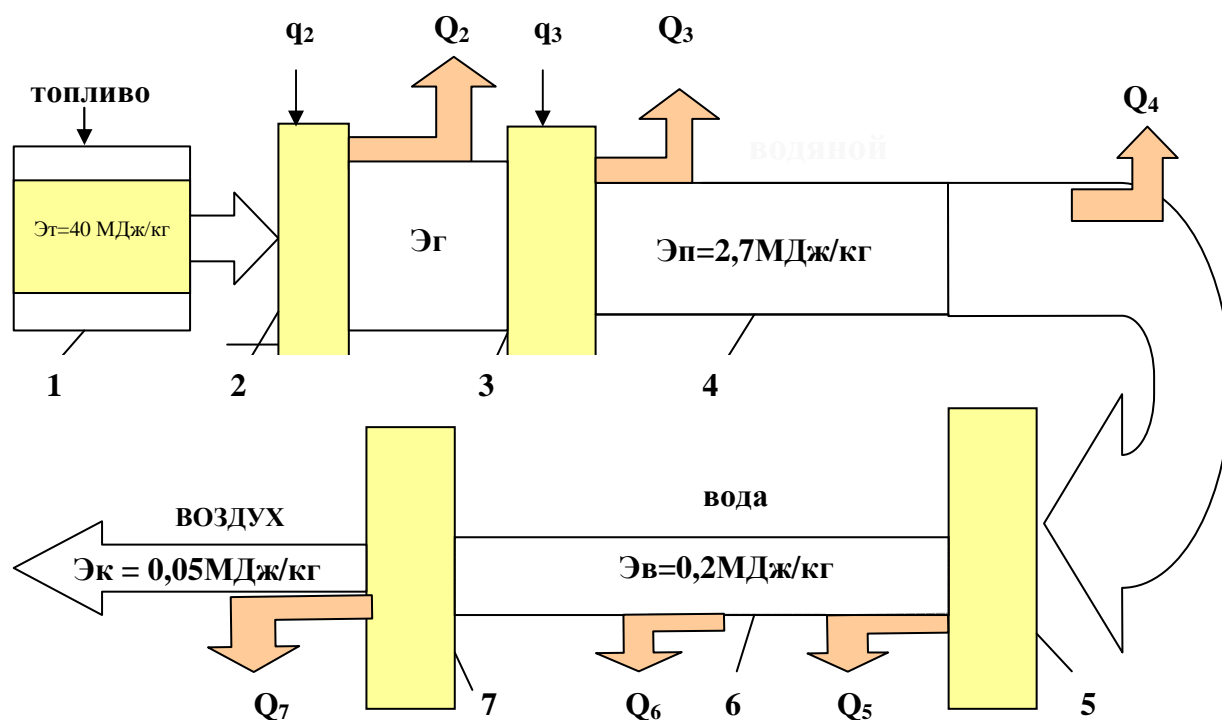 q₂
Q₂
q₃
Q₃
топливо
Q₄
водяной
Эт=40 МДж/кг
Эг
Эп=2,7МДж/кг
1
2
3
4
вода
ВОЗДУХ
Эк = 0,05МДж/кг
Эв=0,2МДж/кг
Q₇
7
Q₆
6
Q₅
5